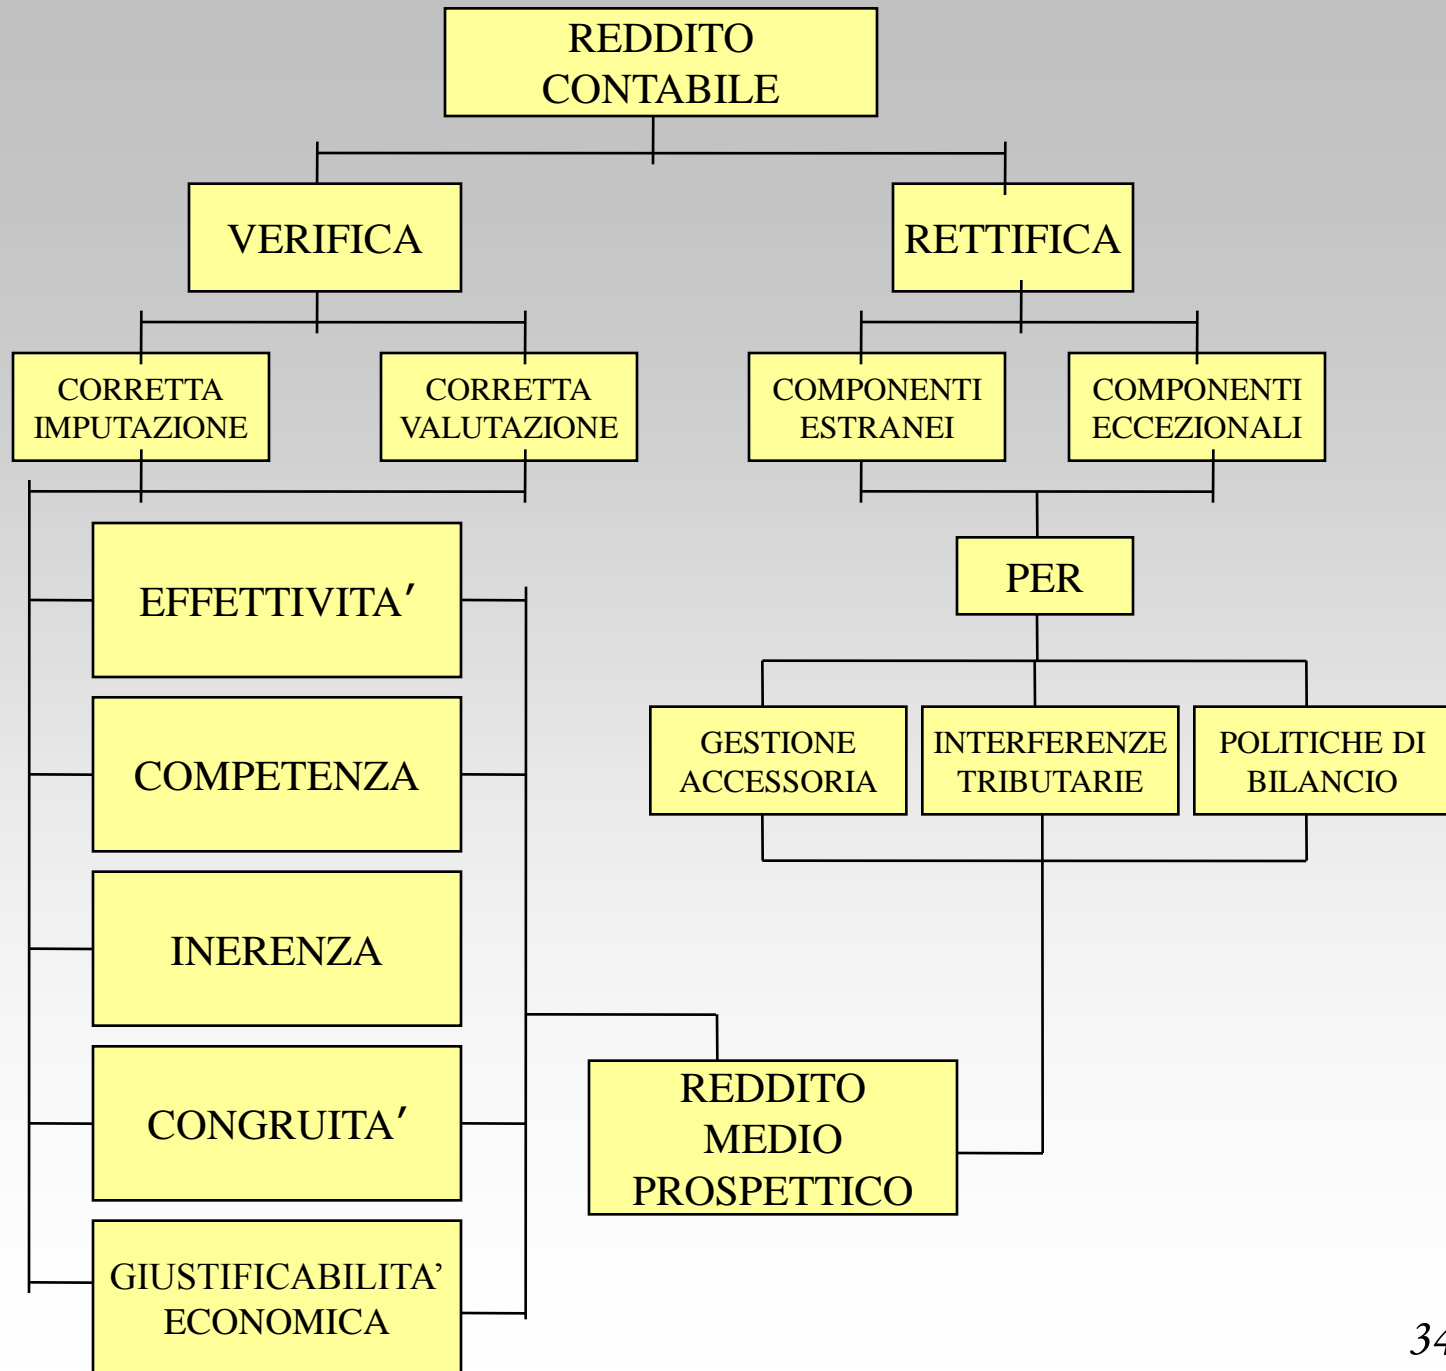 REDDITO
CONTABILE
VERIFICA
RETTIFICA
CORRETTA
IMPUTAZIONE
CORRETTA
VALUTAZIONE
COMPONENTI
ESTRANEI
COMPONENTI
ECCEZIONALI
EFFETTIVITA′
PER
COMPETENZA
GESTIONE
ACCESSORIA
INTERFERENZE
TRIBUTARIE
POLITICHE DI
BILANCIO
INERENZA
CONGRUITA′
REDDITO
MEDIO
PROSPETTICO
GIUSTIFICABILITA’
ECONOMICA
34